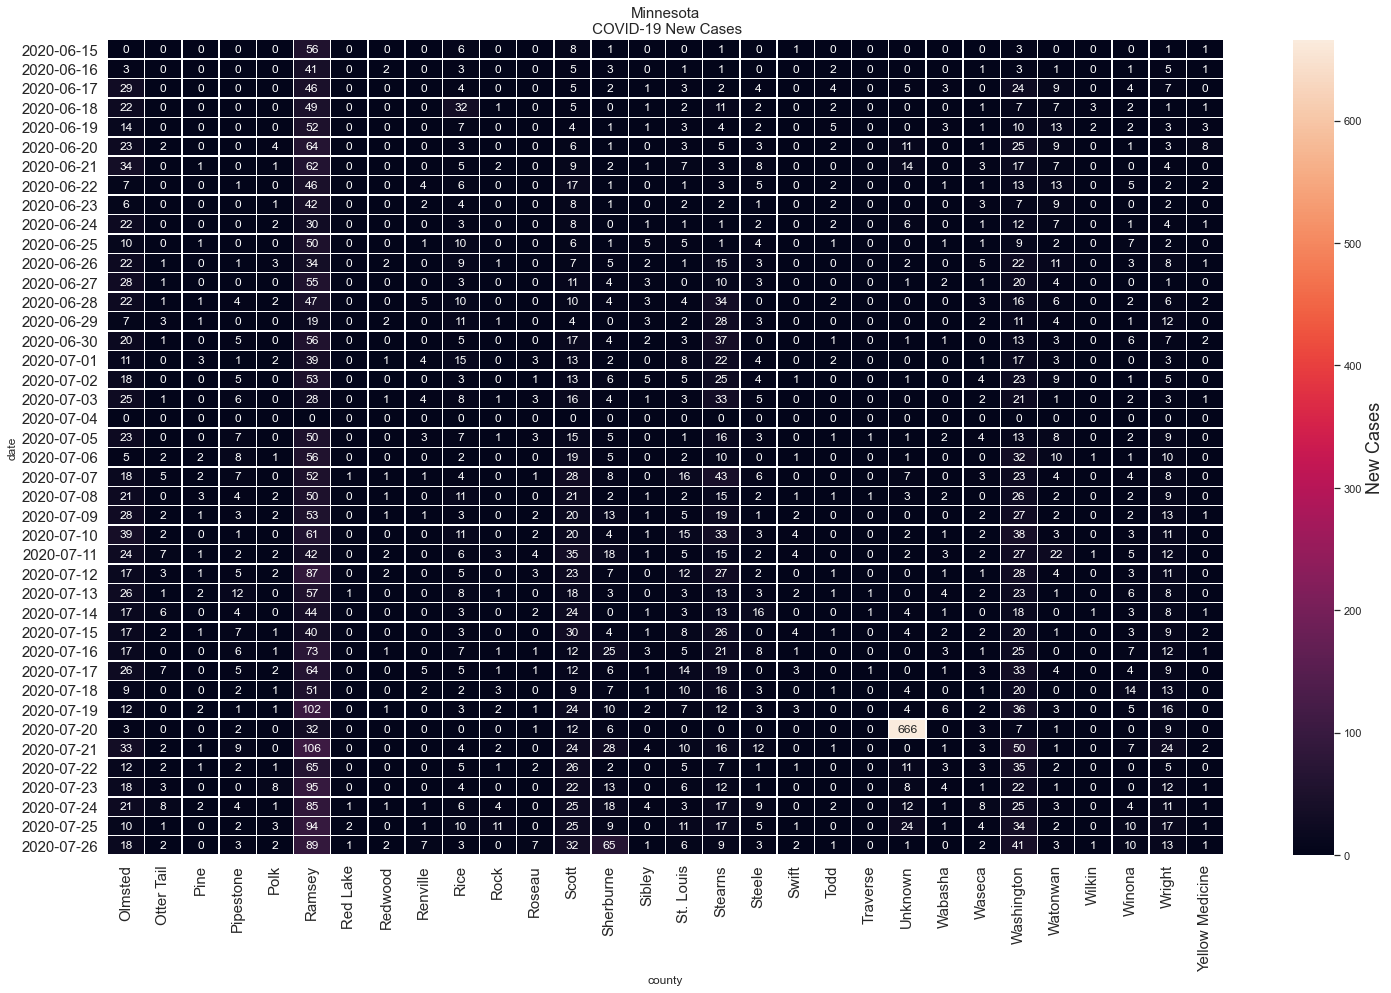 Minnesota
COVID-19 New Cases
2020-06-15 0 0 0 0 0 56 0 0 0 6 0 0 8 1 0 0 1 0 1 0 0 0 0 0 3 0 0 0 1 1
2020-06-16 3 0 0 0 0 41 0 2 0 3 0 0 5 3 0 1 1 0 0 2 0 0 0 1 3 1 0 1 5 1
2020-06-17 29 0 0 0 0 46 0 0 0 4 0 0 5 2 1 3 2 4 0 4 0 5 3 0 24 9 0 4 7 0
2020-06-18 22 0 0 0 0 49 0 0 0 32 1 0 5 0 1 2 11 2 0 2 0 0 0 1 7 7 3 2 1 1
2020-06-19 14 0 0 0 0 52 0 0 0 7 0 0 4 1 1 3 4 2 0 5 0 0 3 1 10 13 2 2 3 3
2020-06-20 23 2 0 0 4 64 0 0 0 3 0 0 6 1 0 3 5 3 0 2 0 11 0 1 25 9 0 1 3 8
2020-06-21 34 0 1 0 1 62 0 0 0 5 2 0 9 2 1 7 3 8 0 0 0 14 0 3 17 7 0 0 4 0
2020-06-22 7 0 0 1 0 46 0 0 4 6 0 0 17 1 0 1 3 5 0 2 0 0 1 1 13 13 0 5 2 2
2020-06-23 6 0 0 0 1 42 0 0 2 4 0 0 8 1 0 2 2 1 0 2 0 0 0 3 7 9 0 0 2 0
2020-06-24 22 0 0 0 2 30 0 0 0 3 0 0 8 0 1 1 1 2 0 2 0 6 0 1 12 7 0 1 4 1
2020-06-25 10 0 1 0 0 50 0 0 1 10 0 0 6 1 5 5 1 4 0 1 0 0 1 1 9 2 0 7 2 0
2020-06-26 22 1 0 1 3 34 0 2 0 9 1 0 7 5 2 1 15 3 0 0 0 2 0 5 22 11 0 3 8 1
2020-06-27 28 1 0 0 0 55 0 0 0 3 0 0 11 4 3 0 10 3 0 0 0 1 2 1 20 4 0 0 1 0
2020-06-28 22 1 1 4 2 47 0 0 5 10 0 0 10 4 3 4 34 0 0 2 0 0 0 3 16 6 0 2 6 2
2020-06-29 7 3 1 0 0 19 0 2 0 11 1 0 4 0 3 2 28 3 0 0 0 0 0 2 11 4 0 1 12 0
2020-06-30 20 1 0 5 0 56 0 0 0 5 0 0 17 4 2 3 37 0 0 1 0 1 1 0 13 3 0 6 7 2
2020-07-01 11 0 3 1 2 39 0 1 4 15 0 3 13 2 0 8 22 4 0 2 0 0 0 1 17 3 0 0 3 0
2020-07-02 18 0 0 5 0 53 0 0 0 3 0 1 13 6 5 5 25 4 1 0 0 1 0 4 23 9 0 1 5 0
2020-07-03 25 1 0 6 0 28 0 1 4 8 1 3 16 4 1 3 33 5 0 0 0 0 0 2 21 1 0 2 3 1
2020-07-04 0 0 0 0 0 0 0 0 0 0 0 0 0 0 0 0 0 0 0 0 0 0 0 0 0 0 0 0 0 0
2020-07-05 23 0 0 7 0 50 0 0 3 7 1 3 15 5 0 1 16 3 0 1 1 1 2 4 13 8 0 2 9 0
2020-07-06 5 2 2 8 1 56 0 0 0 2 0 0 19 5 0 2 10 0 1 0 0 1 0 0 32 10 1 1 10 0
2020-07-07 18 5 2 7 0 52 1 1 1 4 0 1 28 8 0 16 43 6 0 0 0 7 0 3 23 4 0 4 8 0
2020-07-08 21 0 3 4 2 50 0 1 0 11 0 0 21 2 1 2 15 2 1 1 1 3 2 0 26 2 0 2 9 0
2020-07-09 28 2 1 3 2 53 0 1 1 3 0 2 20 13 1 5 19 1 2 0 0 0 0 2 27 2 0 2 13 1
2020-07-10 39 2 0 1 0 61 0 0 0 11 0 2 20 4 1 15 33 3 4 0 0 2 1 2 38 3 0 3 11 0
2020-07-11 24 7 1 2 2 42 0 2 0 6 3 4 35 18 1 5 15 2 4 0 0 2 3 2 27 22 1 5 12 0
2020-07-12 17 3 1 5 2 87 0 2 0 5 0 3 23 7 0 12 27 2 0 1 0 0 1 1 28 4 0 3 11 0
2020-07-13 26 1 2 12 0 57 1 0 0 8 1 0 18 3 0 3 13 3 2 1 1 0 4 2 23 1 0 6 8 0
2020-07-14 17 6 0 4 0 44 0 0 0 3 0 2 24 0 1 3 13 16 0 0 1 4 1 0 18 0 1 3 8 1
2020-07-15 17 2 1 7 1 40 0 0 0 3 0 0 30 4 1 8 26 0 4 1 0 4 2 2 20 1 0 3 9 2
2020-07-16 17 0 0 6 1 73 0 1 0 7 1 1 12 25 3 5 21 8 1 0 0 0 3 1 25 0 0 7 12 1
2020-07-17 26 7 0 5 2 64 0 0 5 5 1 1 12 6 1 14 19 0 3 0 1 0 1 3 33 4 0 4 9 0
2020-07-18 9 0 0 2 1 51 0 0 2 2 3 0 9 7 1 10 16 3 0 1 0 4 0 1 20 0 0 14 13 0
2020-07-19 12 0 2 1 1 102 0 1 0 3 2 1 24 10 2 7 12 3 3 0 0 4 6 2 36 3 0 5 16 0
2020-07-20 3 0 0 2 0 32 0 0 0 0 0 1 12 6 0 0 0 0 0 0 0 666 0 3 7 1 0 0 9 0
2020-07-21 33 2 1 9 0 106 0 0 0 4 2 0 24 28 4 10 16 12 0 1 0 0 1 3 50 1 0 7 24 2
2020-07-22 12 2 1 2 1 65 0 0 0 5 1 2 26 2 0 5 7 1 1 0 0 11 3 3 35 2 0 0 5 0
2020-07-23 18 3 0 0 8 95 0 0 0 4 0 0 22 13 0 6 12 1 0 0 0 8 4 1 22 1 0 0 12 1
2020-07-24 21 8 2 4 1 85 1 1 1 6 4 0 25 18 4 3 17 9 0 2 0 12 1 8 25 3 0 4 11 1
2020-07-25 10 1 0 2 3 94 2 0 1 10 11 0 25 9 0 11 17 5 1 0 0 24 1 4 34 2 0 10 17 1
2020-07-26 18 2 0 3 2 89 1 2 7 3 0 7 32 65 1 6 9 3 2 1 0 1 0 2 41 3 1 10 13 1
Olmsted
Otter Tail
Pine
Pipestone
Polk
Ramsey
Red Lake
Redwood
Renville
Rice
Rock
Roseau
Scott
Sherburne
Sibley
St. Louis
Stearns
Steele
Swift
Todd
Traverse
Unknown
Wabasha
Waseca
Washington
Watonwan
Wilkin
Winona
Wright
Yellow Medicine
county
date
600
500
400
300
200
100
0
New Cases